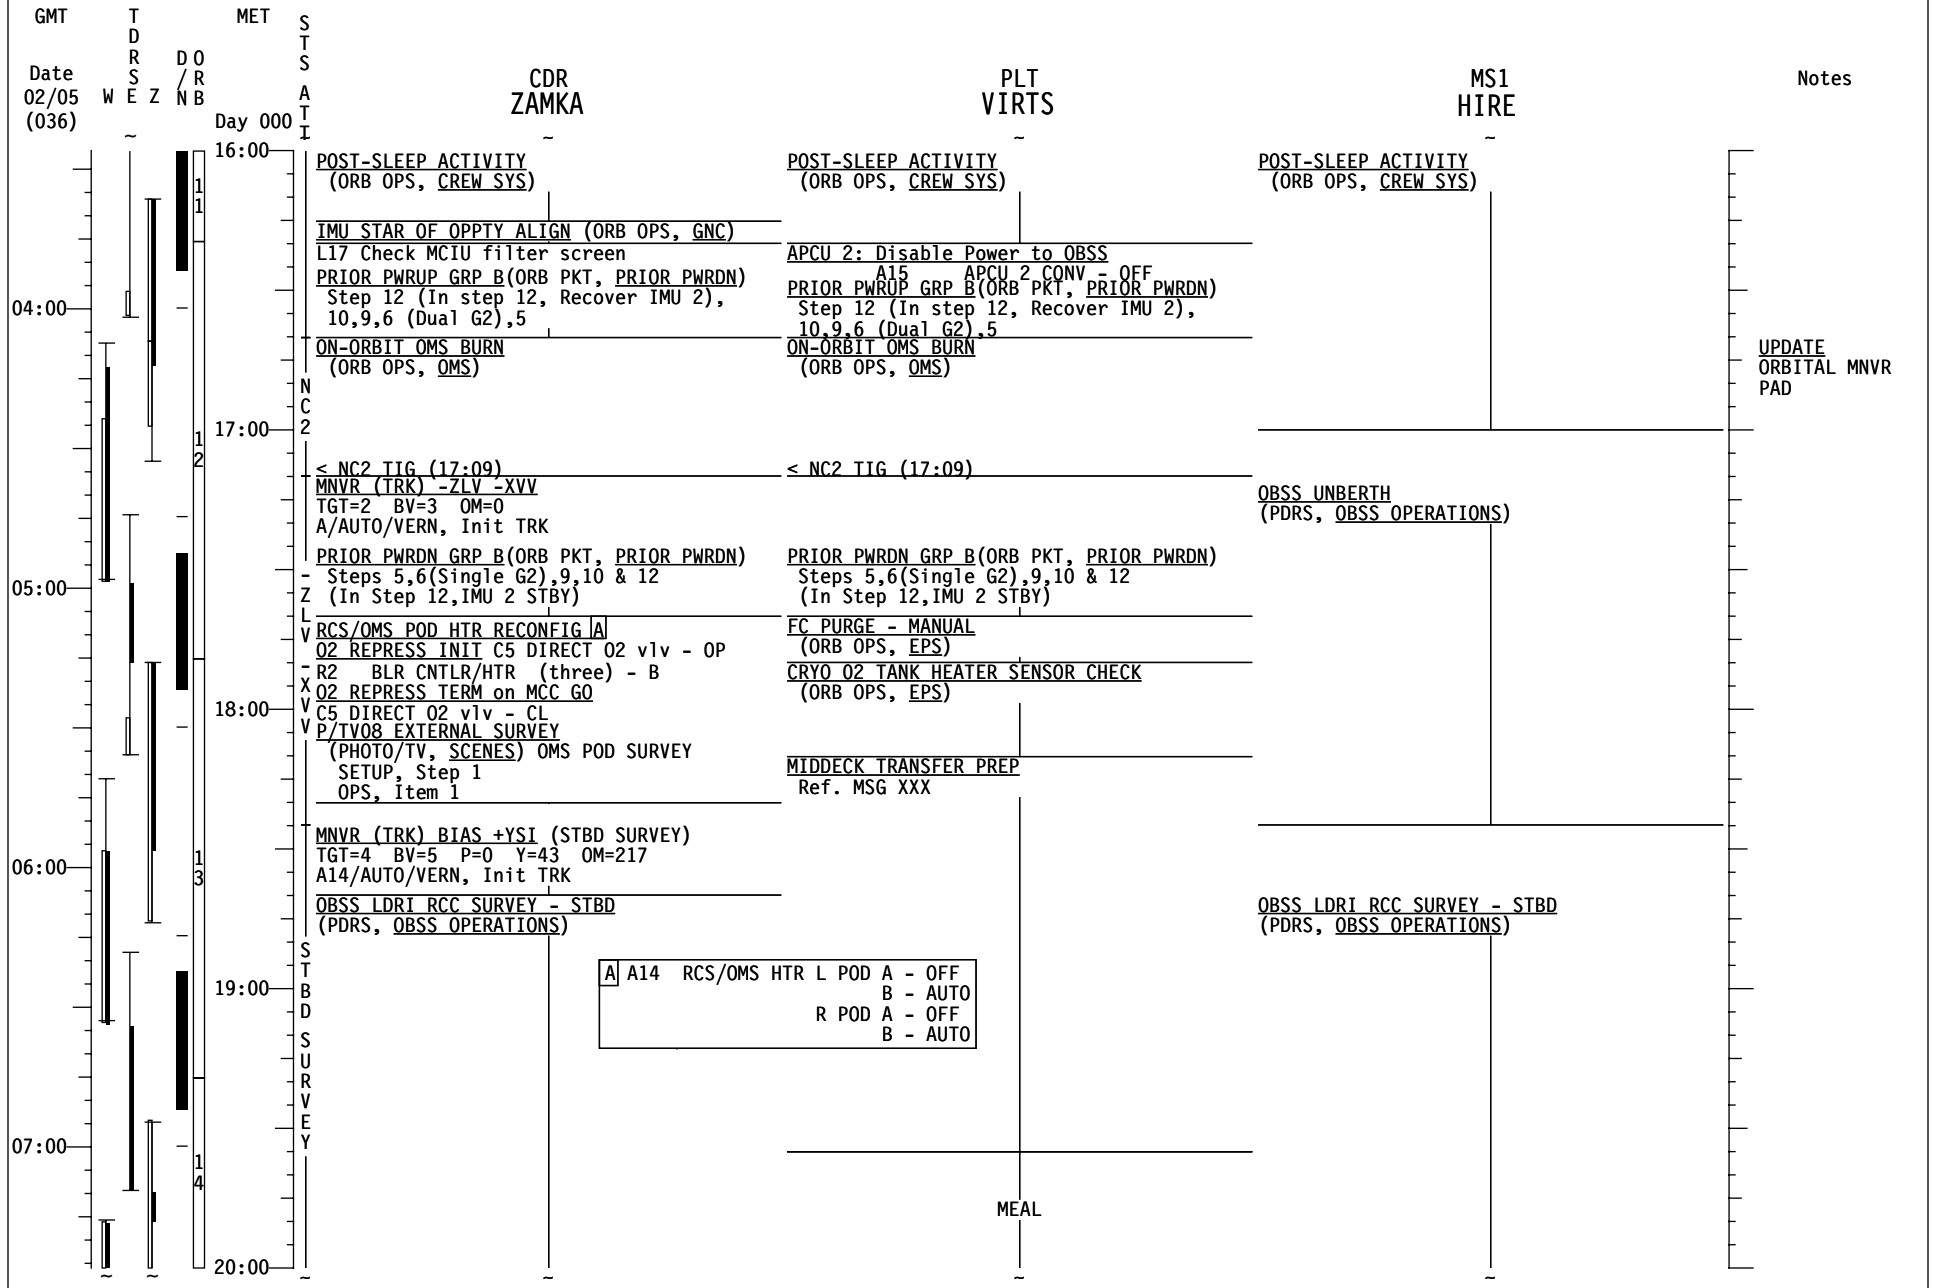 GMT
TDRSE
MET
STS ATT
Date
02/05
(036)
W E Z
D/N
ORB
Day 000
CDR
ZAMKA
PLT
VIRTS
MS1
HIRE
Notes
~
~
~
~
16:00
POST-SLEEP ACTIVITY
(ORB OPS, CREW SYS)
IMU STAR OF OPPTY ALIGN (ORB OPS, GNC)
L17 Check MCIU filter screen
PRIOR PWRUP GRP B(ORB PKT, PRIOR PWRDN)
Step 12 (In step 12, Recover IMU 2),
10,9,6 (Dual G2),5
ON-ORBIT OMS BURN
(ORB OPS, OMS)
< NC2 TIG (17:09)
MNVR (TRK) -ZLV -XVV
TGT=2 BV=3 OM=0
A/AUTO/VERN, Init TRK
PRIOR PWRDN GRP B(ORB PKT, PRIOR PWRDN)
Steps 5,6(Single G2),9,10 & 12
(In Step 12,IMU 2 STBY)
RCS/OMS POD HTR RECONFIG A
O2 REPRESS INIT C5 DIRECT O2 vlv - OP
R2 BLR CNTLR/HTR (three) - B
O2 REPRESS TERM on MCC GO
C5 DIRECT O2 vlv - CL
P/TV08 EXTERNAL SURVEY
(PHOTO/TV, SCENES) OMS POD SURVEY
SETUP, Step 1
OPS, Item 1
MNVR (TRK) BIAS +YSI (STBD SURVEY)
TGT=4 BV=5 P=0 Y=43 OM=217
A14/AUTO/VERN, Init TRK
OBSS LDRI RCC SURVEY - STBD
(PDRS, OBSS OPERATIONS)
A A14 RCS/OMS HTR L POD A - OFF
B - AUTO
R POD A - OFF
B - AUTO
POST-SLEEP ACTIVITY
(ORB OPS, CREW SYS)
APCU 2: Disable Power to OBSS
A15 APCU 2 CONV - OFF
PRIOR PWRUP GRP B(ORB PKT, PRIOR PWRDN)
Step 12 (In step 12, Recover IMU 2),
10,9,6 (Dual G2),5
ON-ORBIT OMS BURN
(ORB OPS, OMS)
< NC2 TIG (17:09)
PRIOR PWRDN GRP B(ORB PKT, PRIOR PWRDN)
Steps 5,6(Single G2),9,10 & 12
(In Step 12,IMU 2 STBY)
FC PURGE - MANUAL
(ORB OPS, EPS)
CRYO O2 TANK HEATER SENSOR CHECK
(ORB OPS, EPS)
MIDDECK TRANSFER PREP
Ref. MSG XXX
MEAL
POST-SLEEP ACTIVITY
(ORB OPS, CREW SYS)
OBSS UNBERTH
(PDRS, OBSS OPERATIONS)
OBSS LDRI RCC SURVEY - STBD
(PDRS, OBSS OPERATIONS)
UPDATE
ORBITAL MNVR
PAD
04:00
05:00
06:00
07:00
11
12
13
14
17:00
18:00
19:00
20:00
NC2
-ZLV-XVV
STBD SURVEY
~
~
~
~
~
~